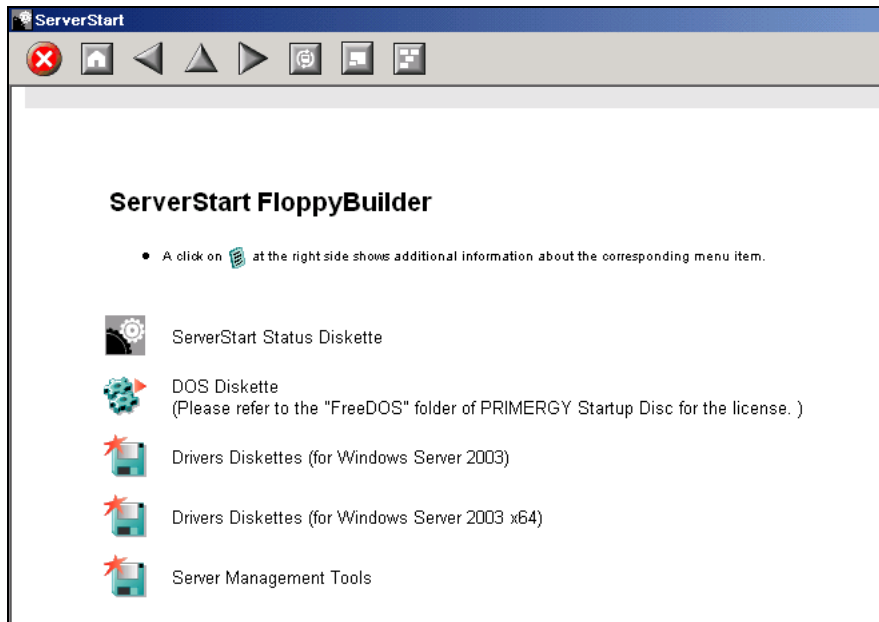 ServerStart
ServerStart FloppyBuilder
A click on at the right side shows additional information about the corresponding menu item.
ServerStart Status Diskette
DOS Diskette
(Please refer to the "FreeDOS" folder of PRIMERGY Startup Disc for the license. )
Drivers Diskettes (for Windows Server 2003)
Drivers Diskettes (for Windows Server 2003 x64)
Server Management Tools